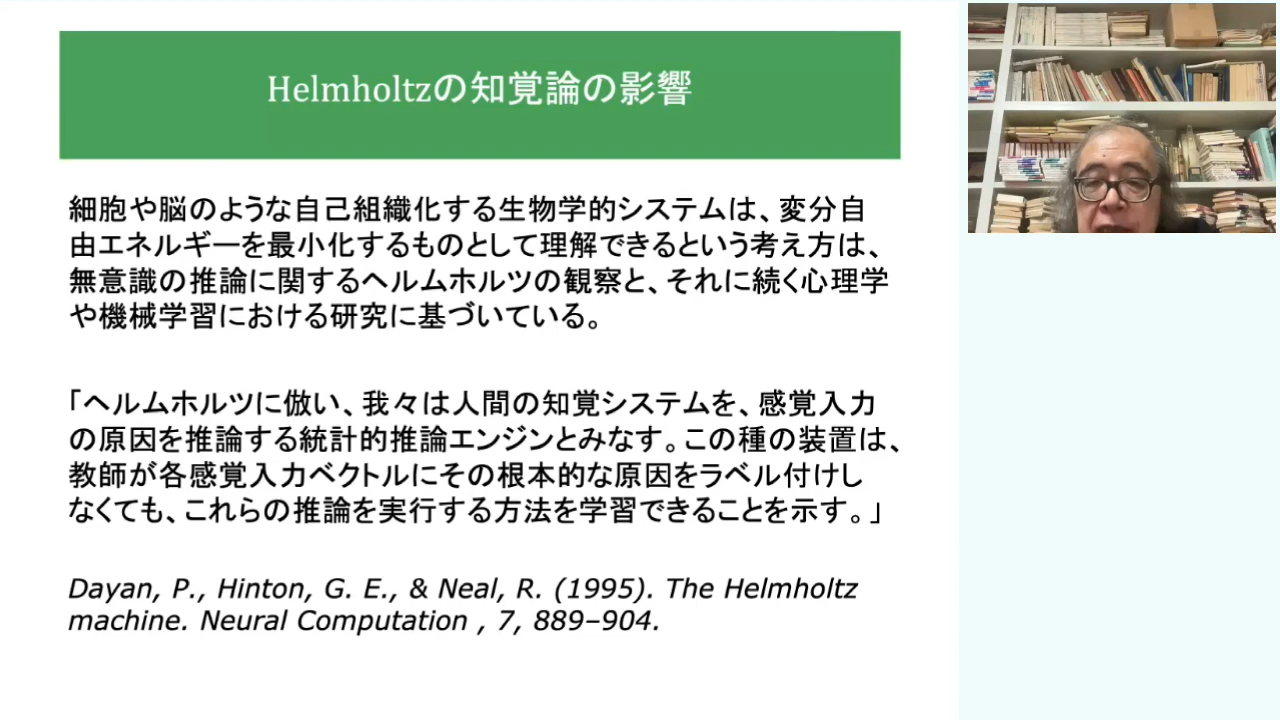 Helmholtzの知覚論の影響
細胞や脳のような自己組織化する生物学的システムは、変分自
由エネルギーを最小化するものとして理解できるという考え方は、
無意識の推論に関するヘルムホルツの観察と、それに続く心理学
や機械学習における研究に基づいている。
「ヘルムホルツに倣い、我々は人間の知覚システムを、感覚入力
の原因を推論する統計的推論エンジンとみなす。この種の装置は、
教師が各感覚入力ベクトルにその根本的な原因をラベル付けし
なくても、これらの推論を実行する方法を学習できることを示す。」
Dayan, P., Hinton, G. E., & Neal, R. (1995). The Helmholtz
machine. Neural Computation , 7, 889–904.